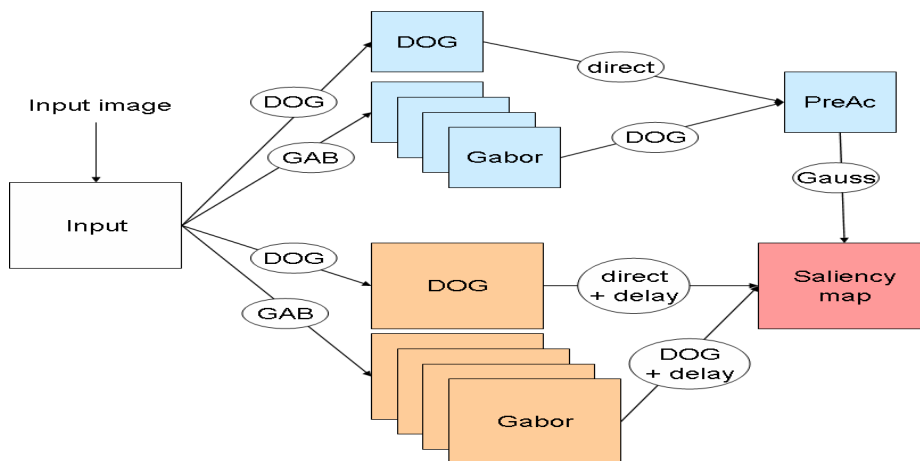 DOG
direct
Input image
DOG
PreAc
GAB
Gabor
DOG
Gauss
Input
DOG
DOG
direct
+ delay
Saliency
map
GAB
DOG
+ delay
Gabor